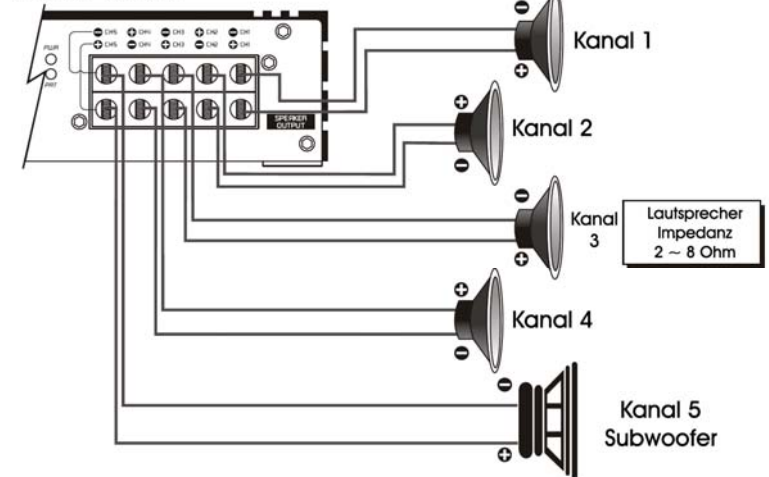 ⊖ CH5 ⊕ CH4 ⊖ CH3 ⊕ CH2 ⊖ CH1
⊕ CH5 ⊖ CH4 ⊕ CH3 ⊖ CH2 ⊕ CH1
PWR
PRT
SPEAKER
OUTPUT
⊖
Kanal 1
⊕
⊕
Kanal 2
⊖
⊖
Kanal
3
⊕
Lautsprecher
Impedanz
2 ~ 8 Ohm
⊕
Kanal 4
⊖
⊖
Kanal 5
Subwoofer
⊕